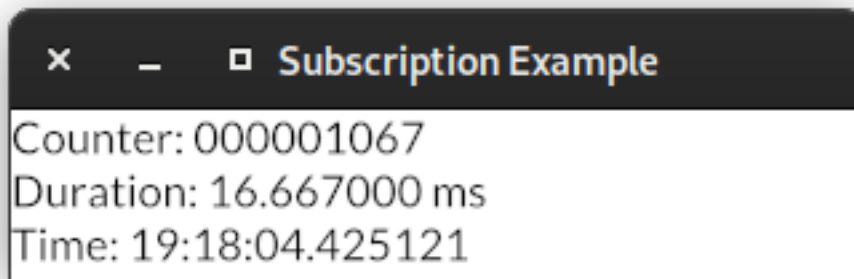 Subscription Example
Counter: 000001067
Duration: 16.667000 ms
Time: 19:18:04.425121